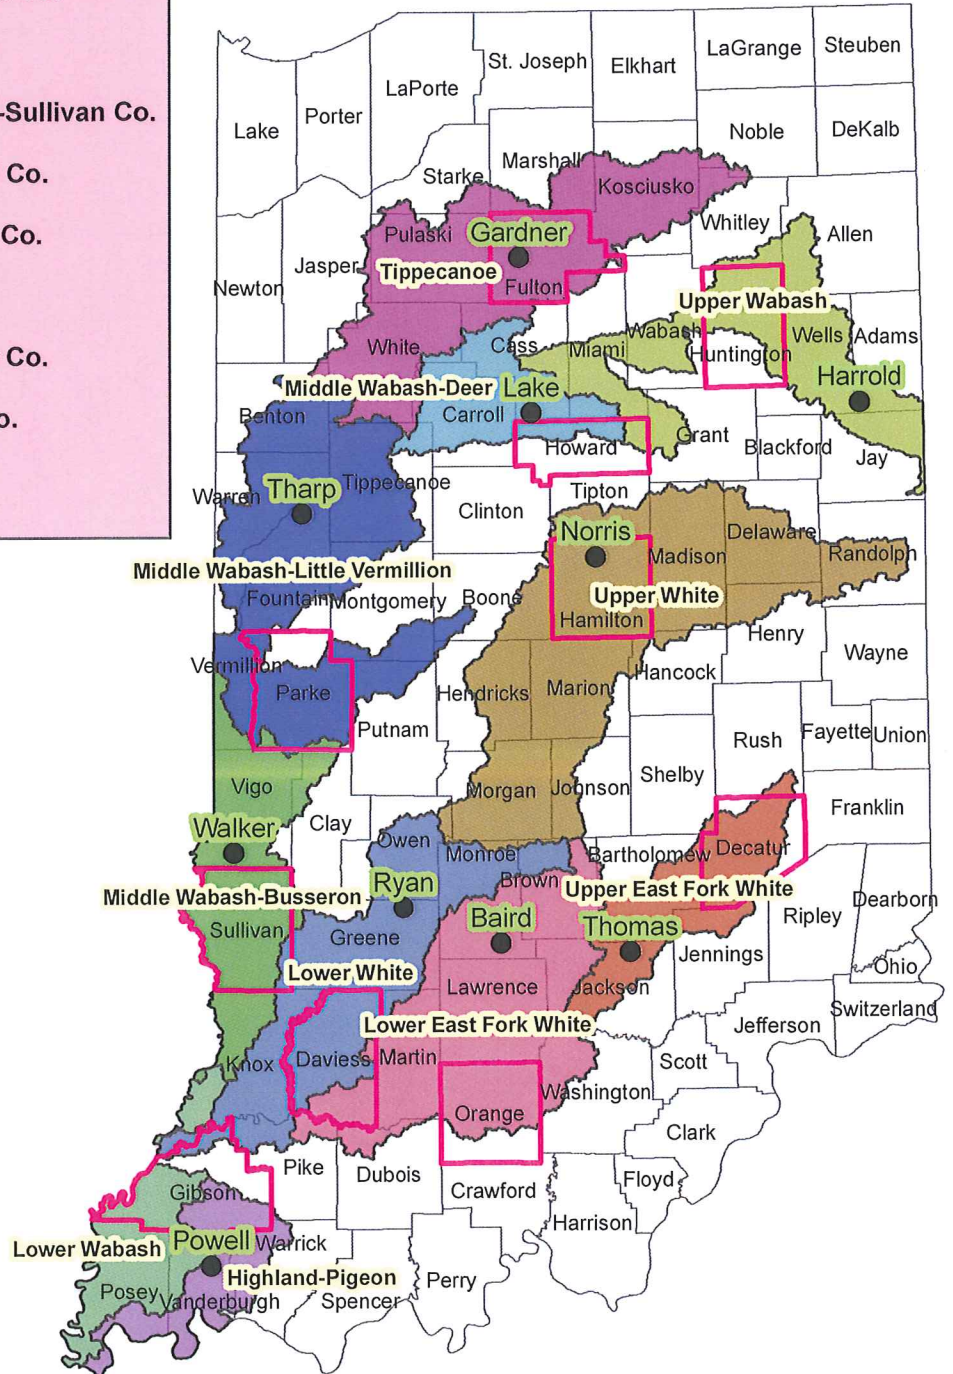 -Sullivan Co.
Co.
Co.
Co.
o.
LaGrange
Steuben
St. Joseph
Elkhart
LaPorte
Porter
Lake
Noble
DeKalb
Marshall
Starke
Kosciusko
Whitley
Allen
Pulaski
Gardner
Jasper
Tippecanoe
Newton
Fulton
Upper Wabash
Wabash
Wells
Adams
White
Cass
Miami
Huntington
Harrold
Middle Wabash-Deer
Lake
Benton
Carroll
Grant
Howard
Blackford
Jay
Warren
Tharp
Tippecanoe
Tipton
Clinton
Norris
Delaware
Madison
Randolph
Middle Wabash-Little Vermillion
Fountain
Montgomery
Boone
Upper White
Hamilton
Henry
Wayne
Vermillion
Parke
Hendricks
Marion
Hancock
Putnam
Rush
Fayette
Union
Shelby
Vigo
Morgan
Johnson
Franklin
Walker
Clay
Owen
Monroe
Bartholomew
Decatur
Brown
Ryan
Middle Wabash-Busseron
Upper East Fork White
Dearborn
Baird
Thomas
Ripley
Sullivan
Greene
Jennings
Ohio
Lower White
Lawrence
Jackson
Switzerland
Lower East Fork White
Jefferson
Knox
Daviess
Martin
Scott
Washington
Orange
Clark
Pike
Dubois
Crawford
Floyd
Gibson
Harrison
Lower Wabash
Powell
Warrick
Highland-Pigeon
Perry
Posey
Vanderburgh
Spencer